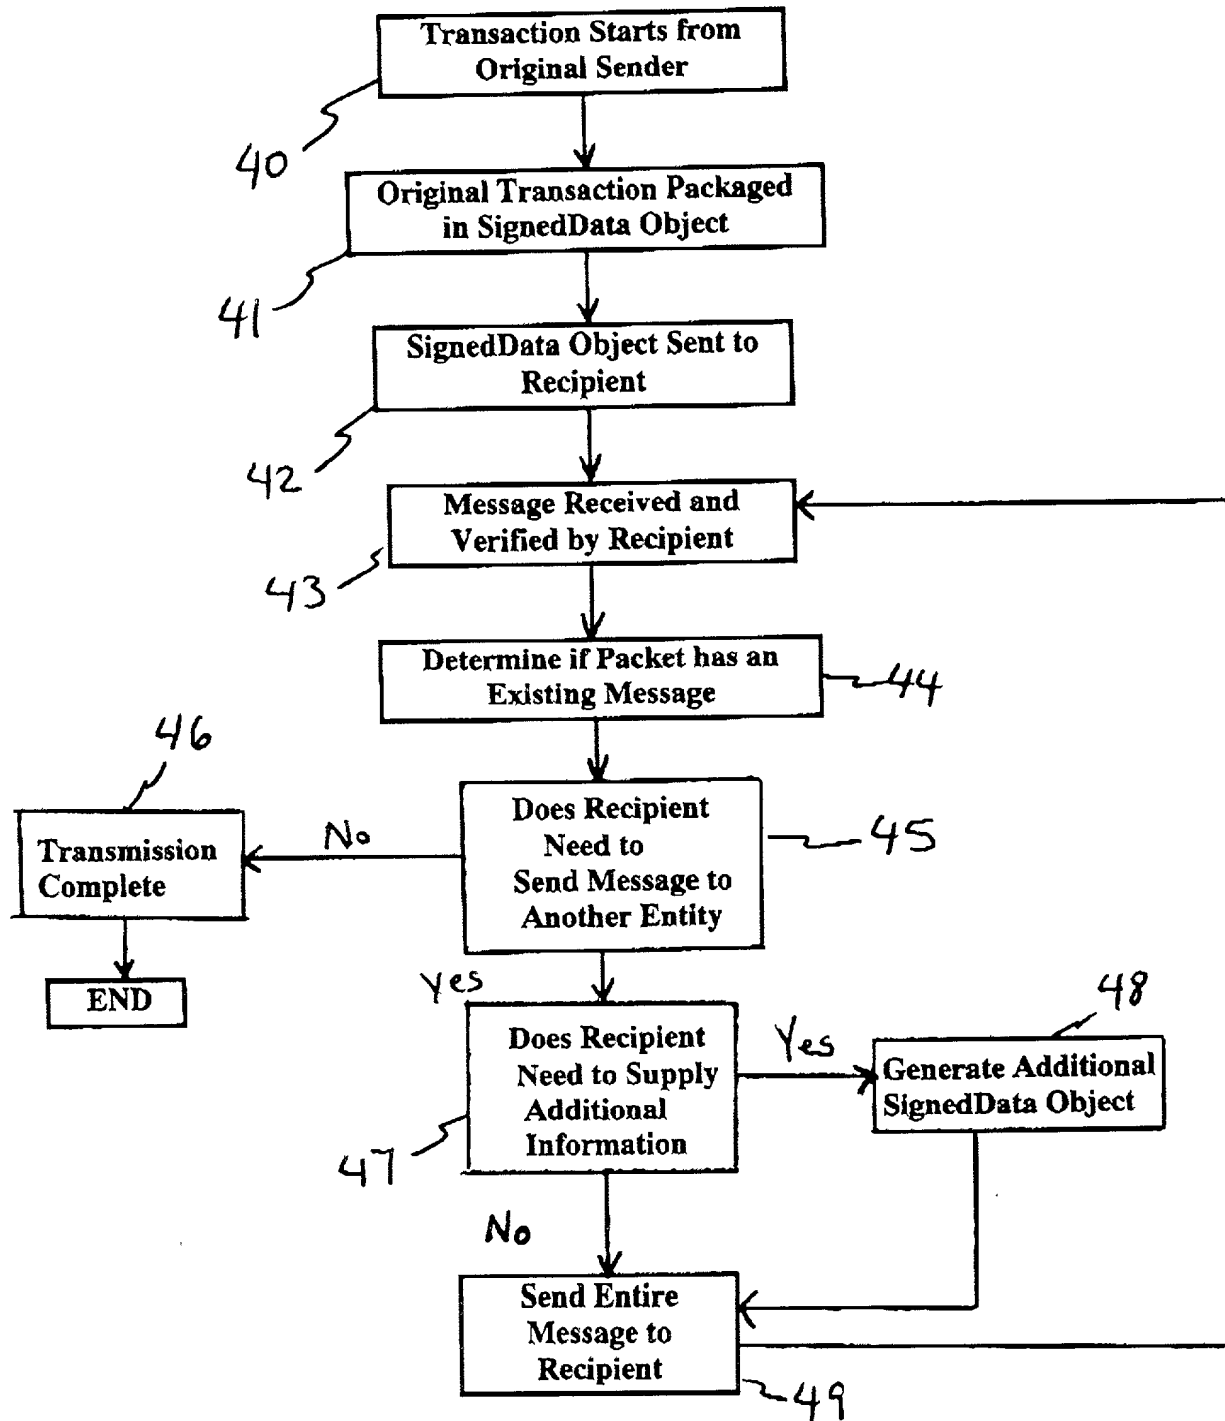 Transaction Starts from
Original Sender
40
Original Transaction Packaged
in SignedData Object
41
SignedData Object Sent to
Recipient
42
Message Received and
Verified by Recipient
43
Determine if Packet has an
Existing Message
44
46
Does Recipient
Need to
Send Message to
Another Entity
45
No
Transmission
Complete
END
Yes
Does Recipient
Need to Supply
Additional
Information
47
Yes
48
Generate Additional
SignedData Object
No
Send Entire
Message to
Recipient
49